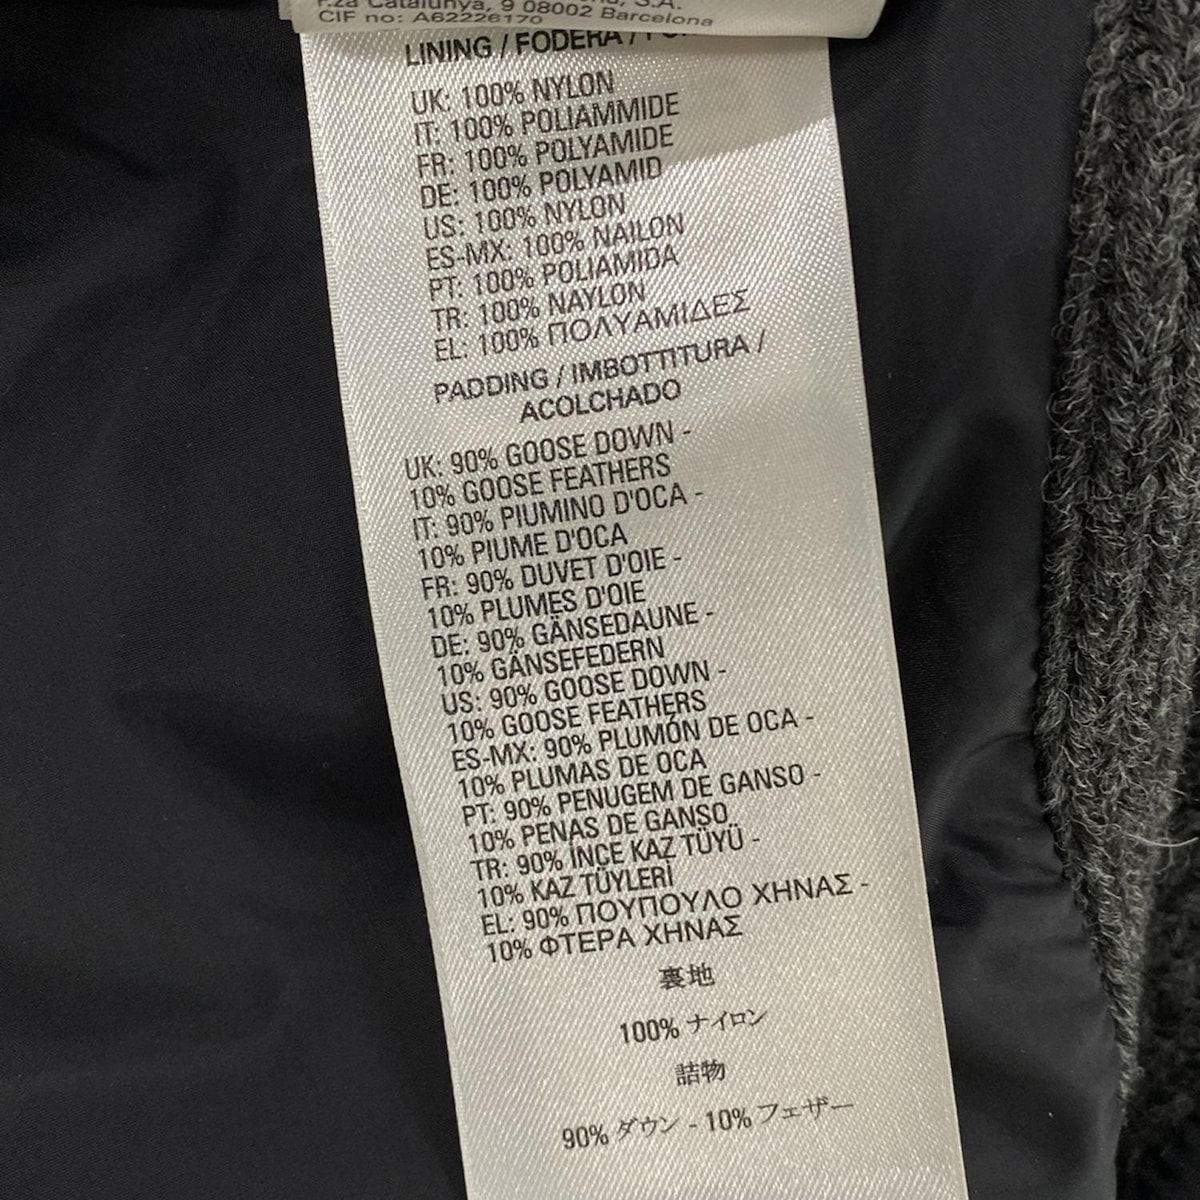 P.za Catalunya, 9 08002 Barcelona
CIF no: A62226170
LINING / FODERA /
UK: 100% NYLON
IT: 100% POLIAMMIDE
FR: 100% POLYAMIDE
DE: 100% POLYAMID
US: 100% NYLON
ES-MX: 100% NAILON
PT: 100% POLIAMIDA
TR: 100% NAYLON
EL: 100% ΠΟΛΥΑΜΙΔΕΣ
PADDING / IMBOTTITURA /
ACOLCHADO
UK: 90% GOOSE DOWN -
10% GOOSE FEATHERS
IT: 90% PIUMINO D'OCA -
10% PIUME D'OCA
FR: 90% DUVET D'OIE -
10% PLUMES D'OIE
DE: 90% GÄNSEDAUNE -
10% GÄNSEFEDERN
US: 90% GOOSE DOWN -
10% GOOSE FEATHERS
ES-MX: 90% PLUMÓN DE OCA -
10% PLUMAS DE OCA
PT: 90% PENUGEM DE GANSO -
10% PENAS DE GANSO
TR: 90% İNCE KAZ TÜYÜ -
10% KAZ TÜYLERİ
EL: 90% ΠΟΥΠΟΥΛΟ ΧΗΝΑΣ -
10% ΦΤΕΡΑ ΧΗΝΑΣ
裏地
100% ナイロン
詰物
90% ダウン - 10% フェザー